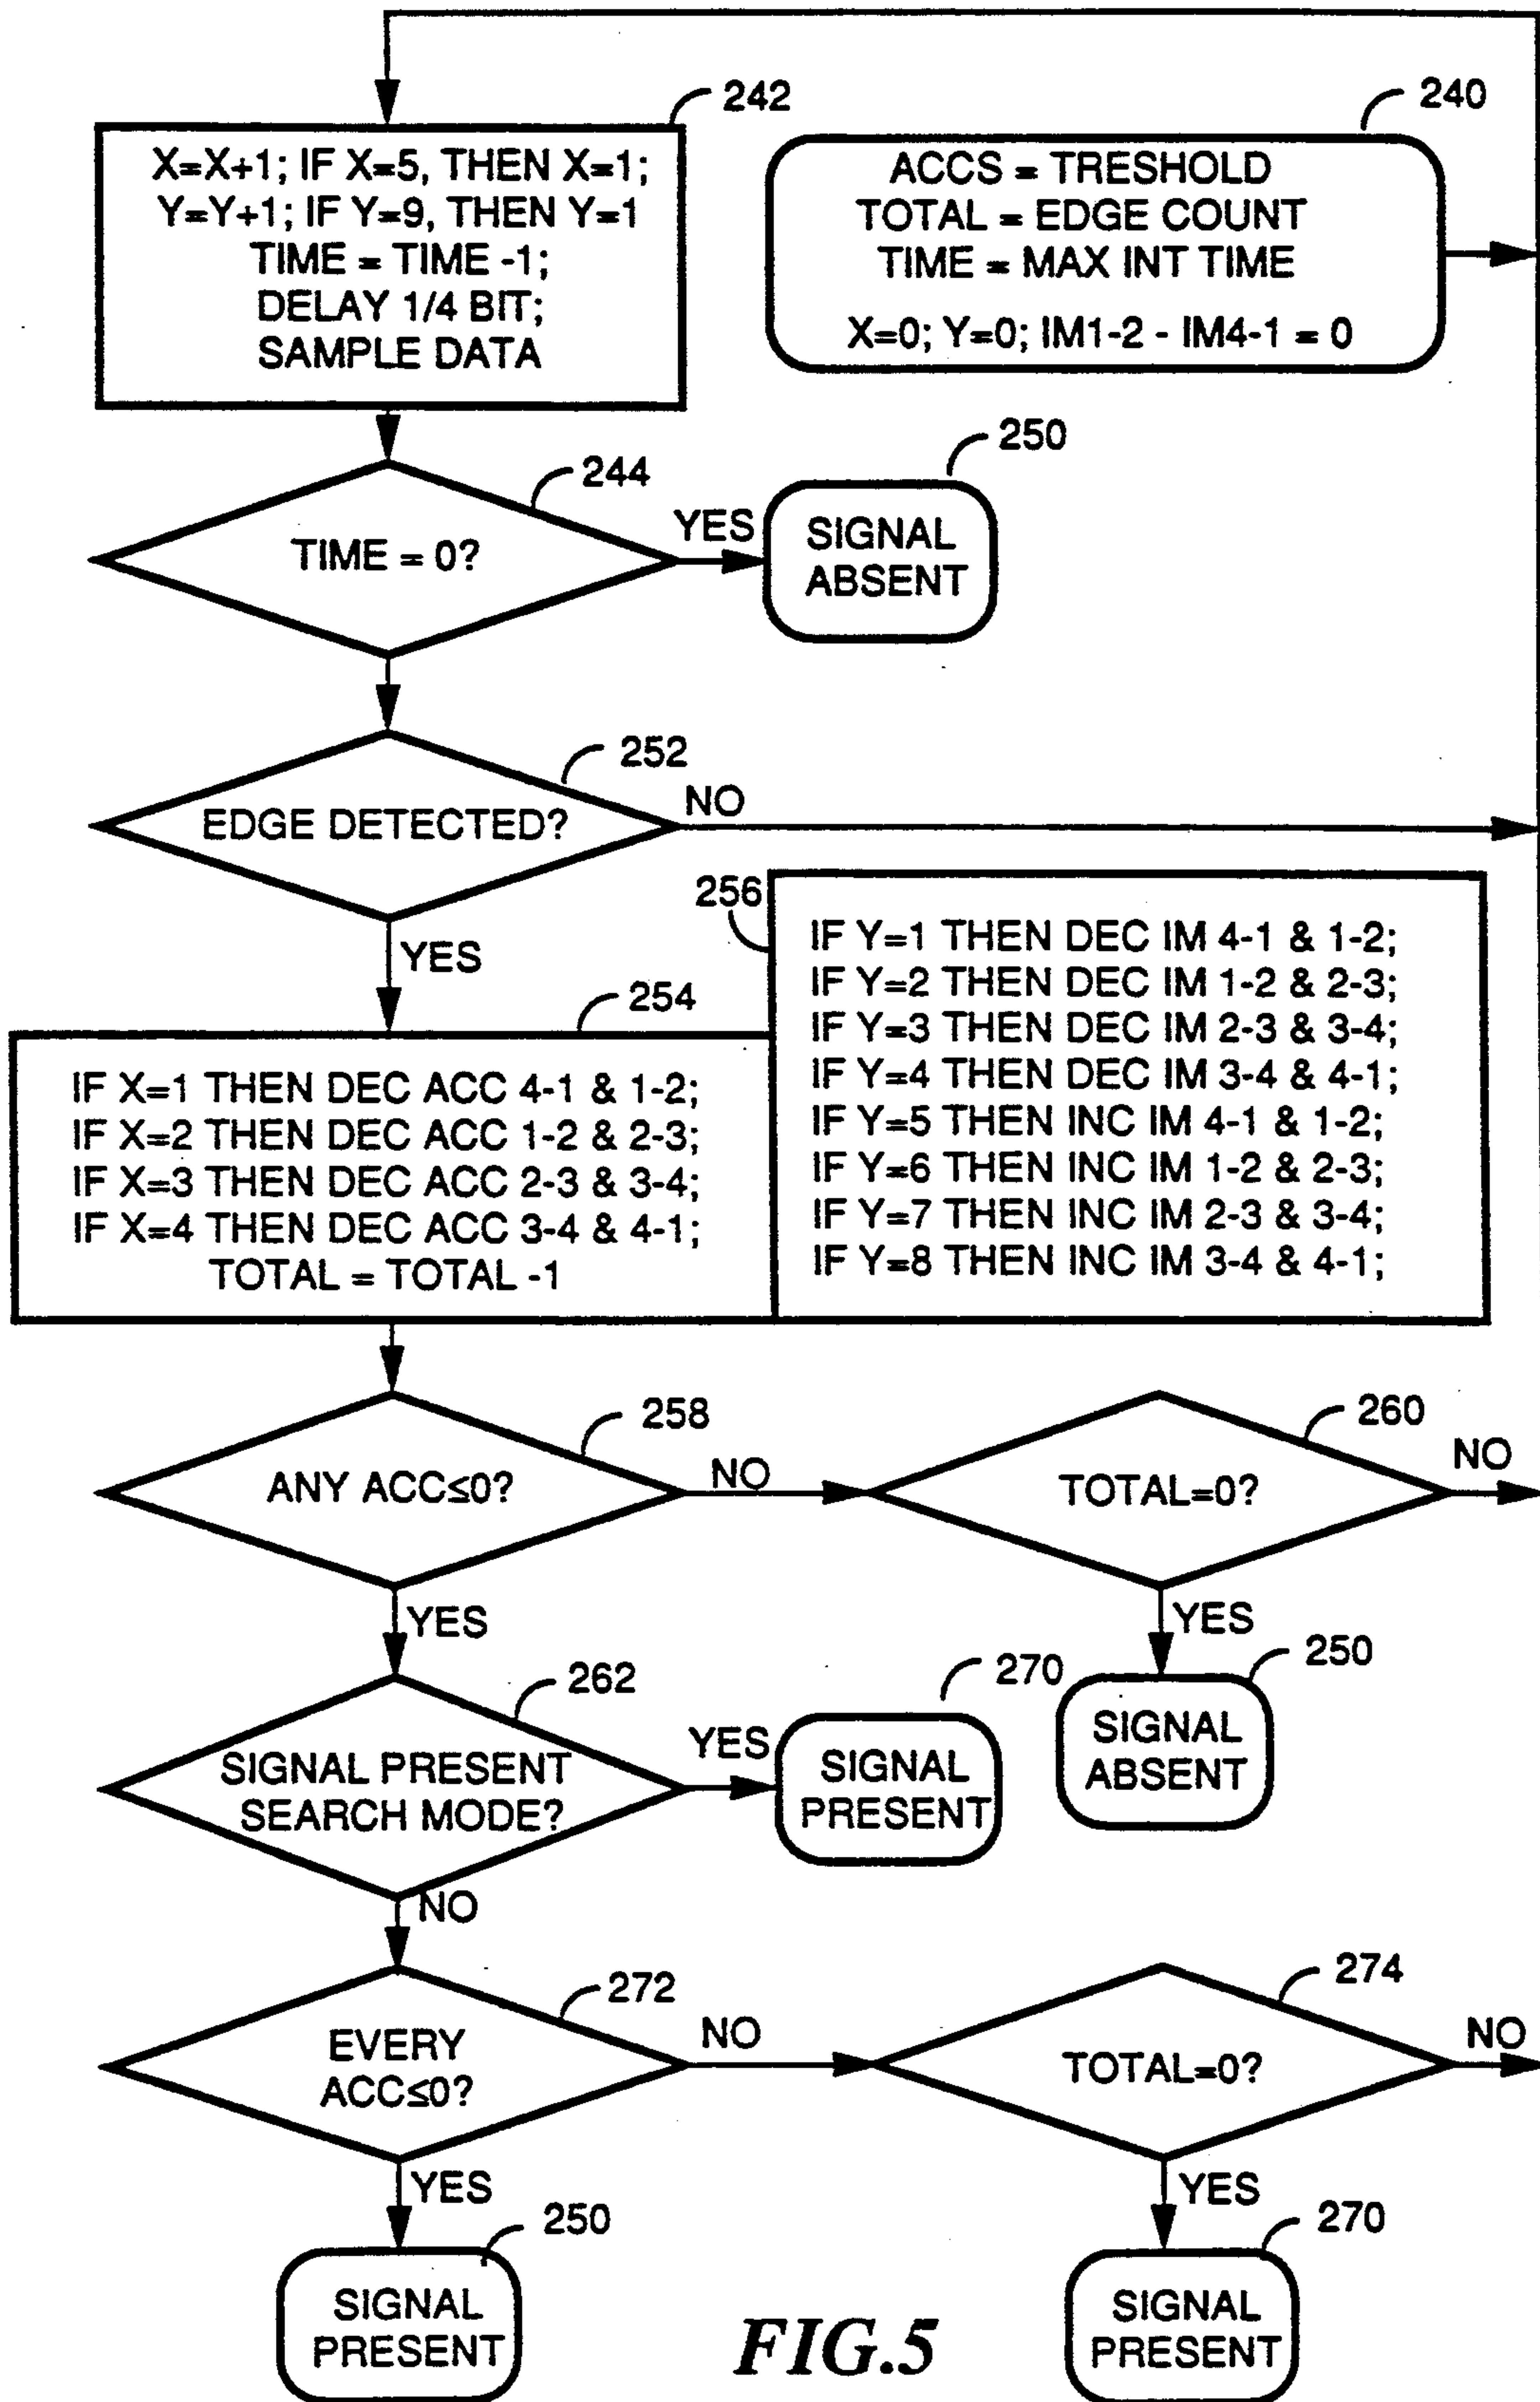 242
X=X+1; IF X=5, THEN X=1;
Y=Y+1; IF Y=9, THEN Y=1
TIME = TIME -1;
DELAY 1/4 BIT;
SAMPLE DATA
240
ACCS = TRESHOLD
TOTAL = EDGE COUNT
TIME = MAX INT TIME
X=0; Y=0; IM1-2 - IM4-1 = 0
244
TIME = 0?
YES
250
SIGNAL
ABSENT
252
EDGE DETECTED?
NO
YES
254
IF X=1 THEN DEC ACC 4-1 & 1-2;
IF X=2 THEN DEC ACC 1-2 & 2-3;
IF X=3 THEN DEC ACC 2-3 & 3-4;
IF X=4 THEN DEC ACC 3-4 & 4-1;
TOTAL = TOTAL -1
256
IF Y=1 THEN DEC IM 4-1 & 1-2;
IF Y=2 THEN DEC IM 1-2 & 2-3;
IF Y=3 THEN DEC IM 2-3 & 3-4;
IF Y=4 THEN DEC IM 3-4 & 4-1;
IF Y=5 THEN INC IM 4-1 & 1-2;
IF Y=6 THEN INC IM 1-2 & 2-3;
IF Y=7 THEN INC IM 2-3 & 3-4;
IF Y=8 THEN INC IM 3-4 & 4-1;
258
ANY ACC≤0?
NO
260
TOTAL=0?
NO
YES
YES
250
SIGNAL
ABSENT
262
SIGNAL PRESENT
SEARCH MODE?
YES
270
SIGNAL
PRESENT
NO
272
EVERY
ACC≤0?
NO
274
TOTAL=0?
NO
YES
250
SIGNAL
PRESENT
YES
270
SIGNAL
PRESENT
FIG.5